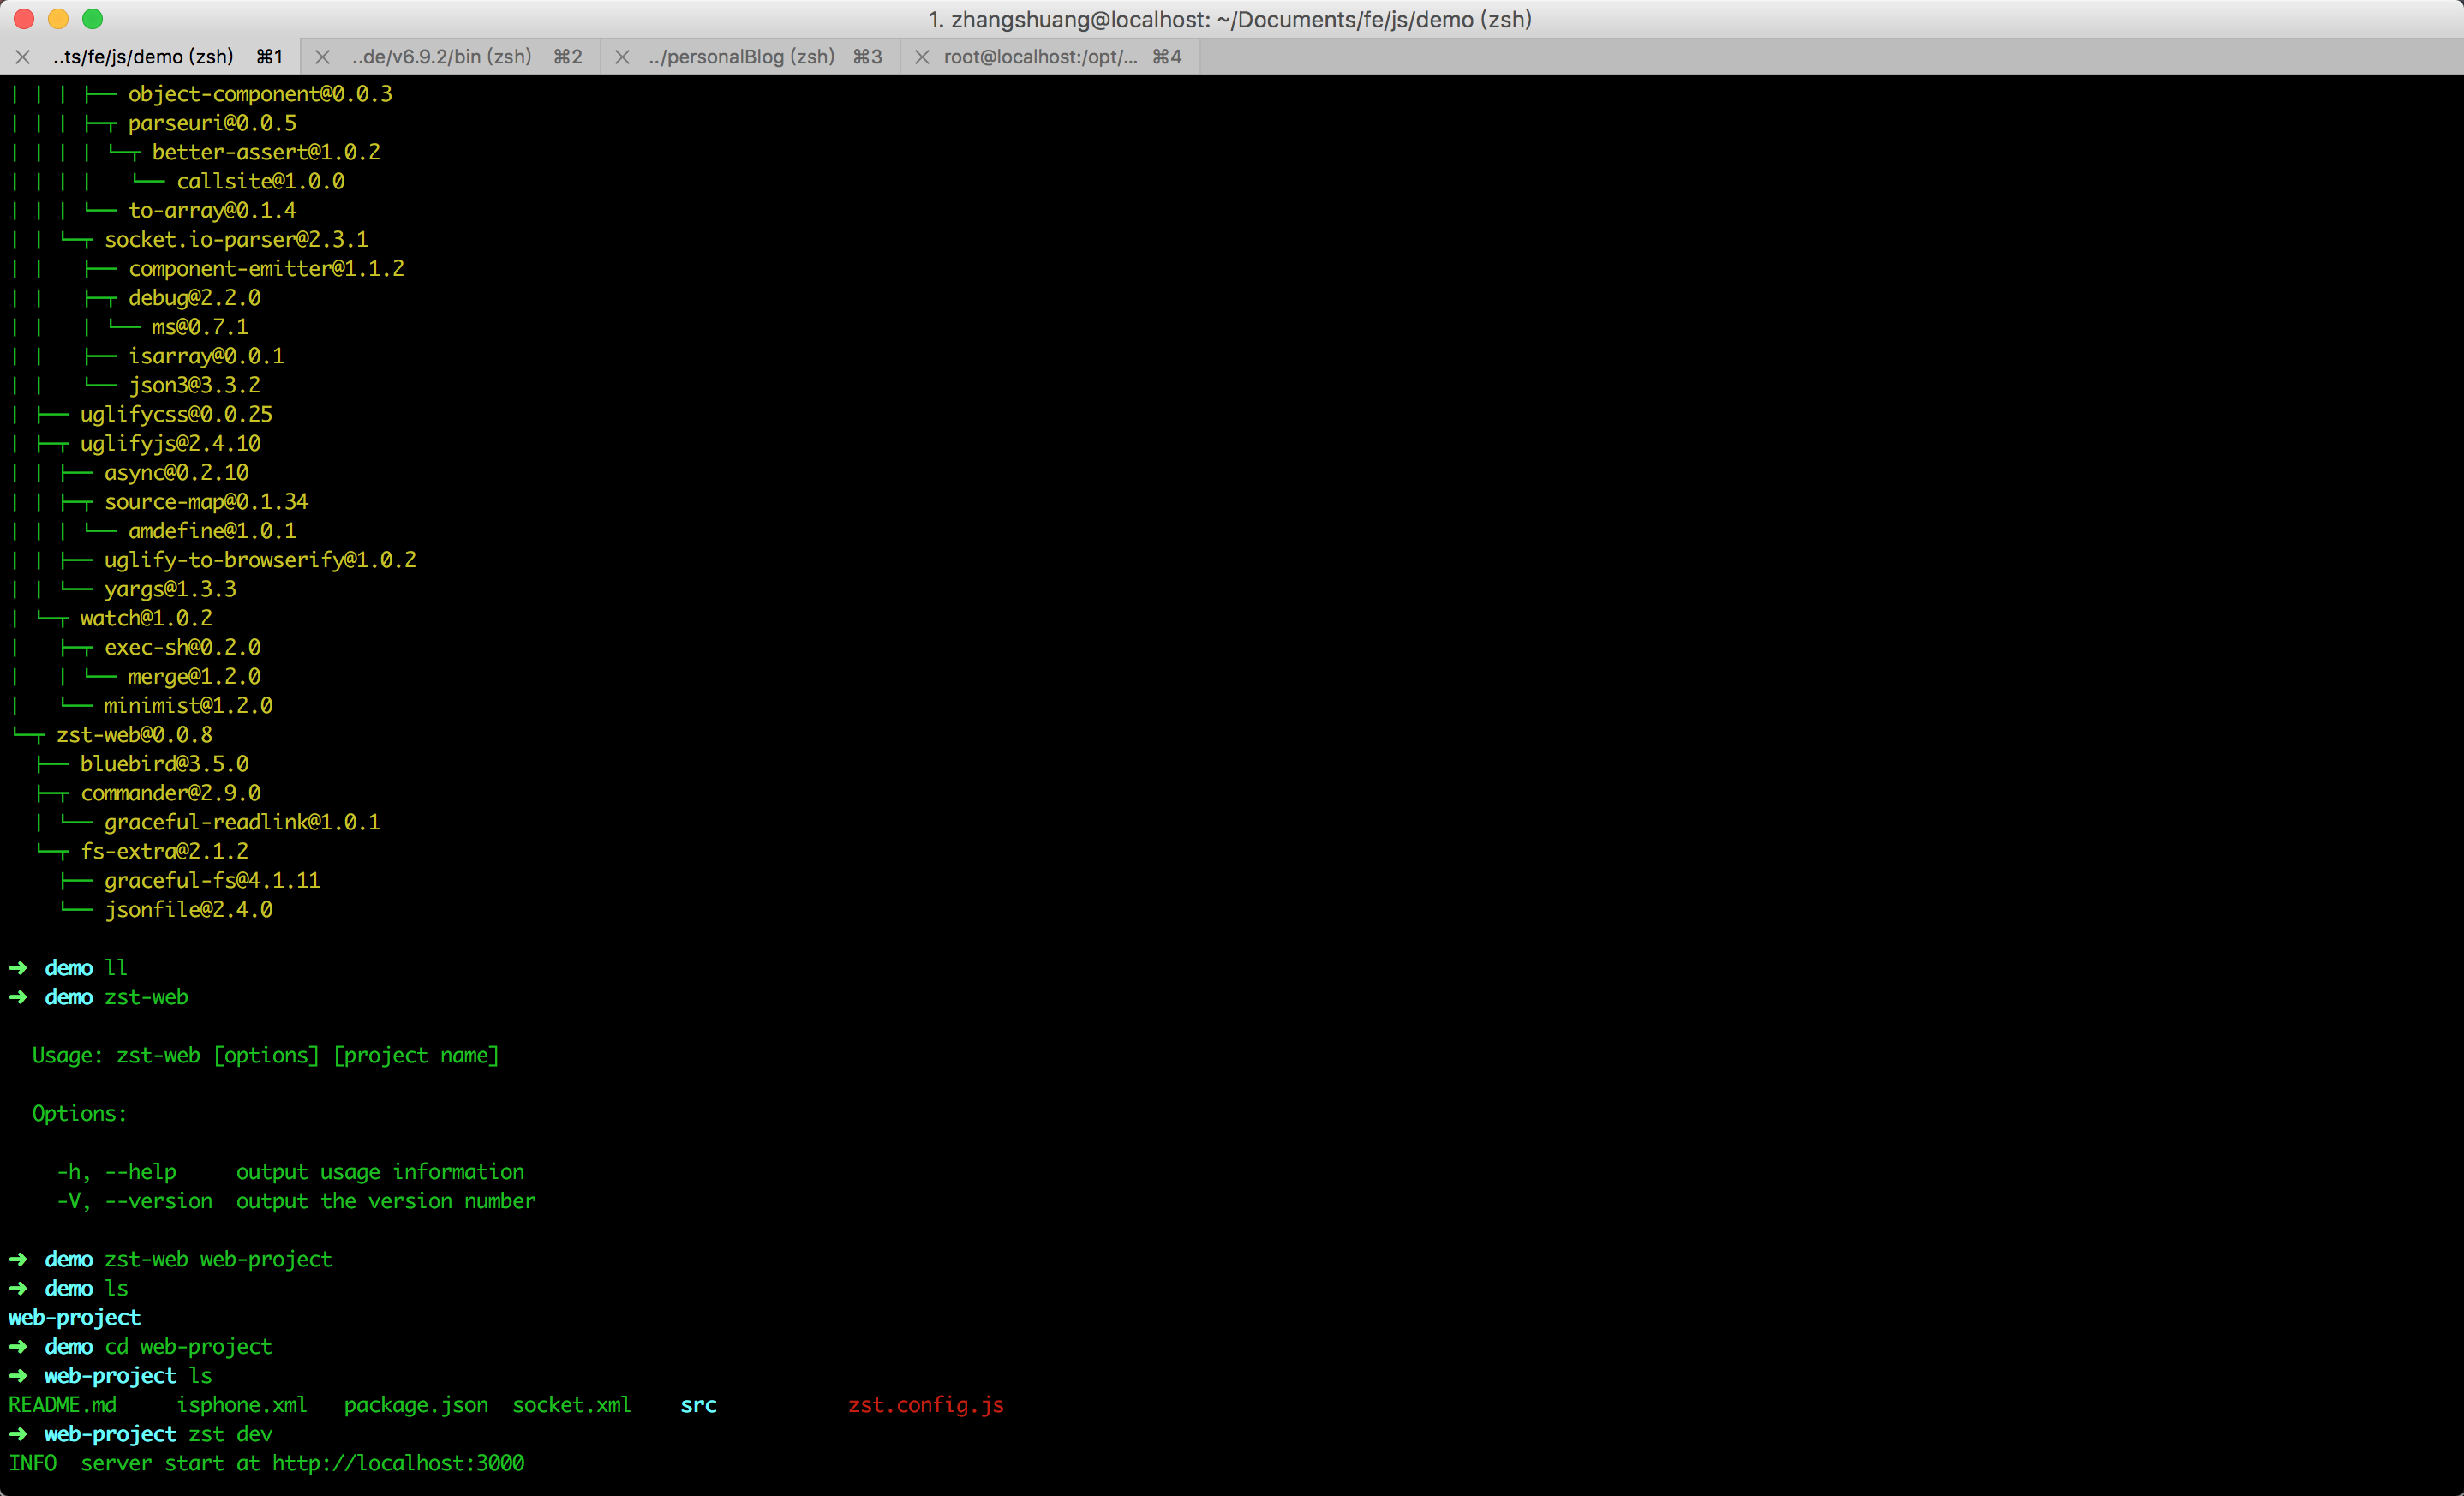 1. zhangshuang@localhost: ~/Documents/fe/js/demo (zsh)
..ts/fe/js/demo (zsh) ⌘1 ..de/v6.9.2/bin (zsh) ⌘2 ../personalBlog (zsh) ⌘3 root@localhost:/opt/... ⌘4
│ │ │ ├── object-component@0.0.3
│ │ │ ├─┬ parseuri@0.0.5
│ │ │ │ └─┬ better-assert@1.0.2
│ │ │ │   └── callsite@1.0.0
│ │ │ └── to-array@0.1.4
│ │ └─┬ socket.io-parser@2.3.1
│ │   ├── component-emitter@1.1.2
│ │   ├─┬ debug@2.2.0
│ │   │ └── ms@0.7.1
│ │   ├── isarray@0.0.1
│ │   └── json3@3.3.2
│ ├── uglifycss@0.0.25
│ ├─┬ uglifyjs@2.4.10
│ │ ├── async@0.2.10
│ │ ├─┬ source-map@0.1.34
│ │ │ └── amdefine@1.0.1
│ │ ├── uglify-to-browserify@1.0.2
│ │ └── yargs@1.3.3
│ └─┬ watch@1.0.2
│   ├─┬ exec-sh@0.2.0
│   │ └── merge@1.2.0
│   └── minimist@1.2.0
└─┬ zst-web@0.0.8
  ├── bluebird@3.5.0
  ├─┬ commander@2.9.0
  │ └── graceful-readlink@1.0.1
  └─┬ fs-extra@2.1.2
    ├── graceful-fs@4.1.11
    └── jsonfile@2.4.0
➜ demo ll
➜ demo zst-web
Usage: zst-web [options] [project name]
Options:
-h, --help output usage information
-V, --version output the version number
➜ demo zst-web web-project
➜ demo ls
web-project
➜ demo cd web-project
➜ web-project ls
README.md isphone.xml package.json socket.xml src zst.config.js
➜ web-project zst dev
INFO server start at http://localhost:3000